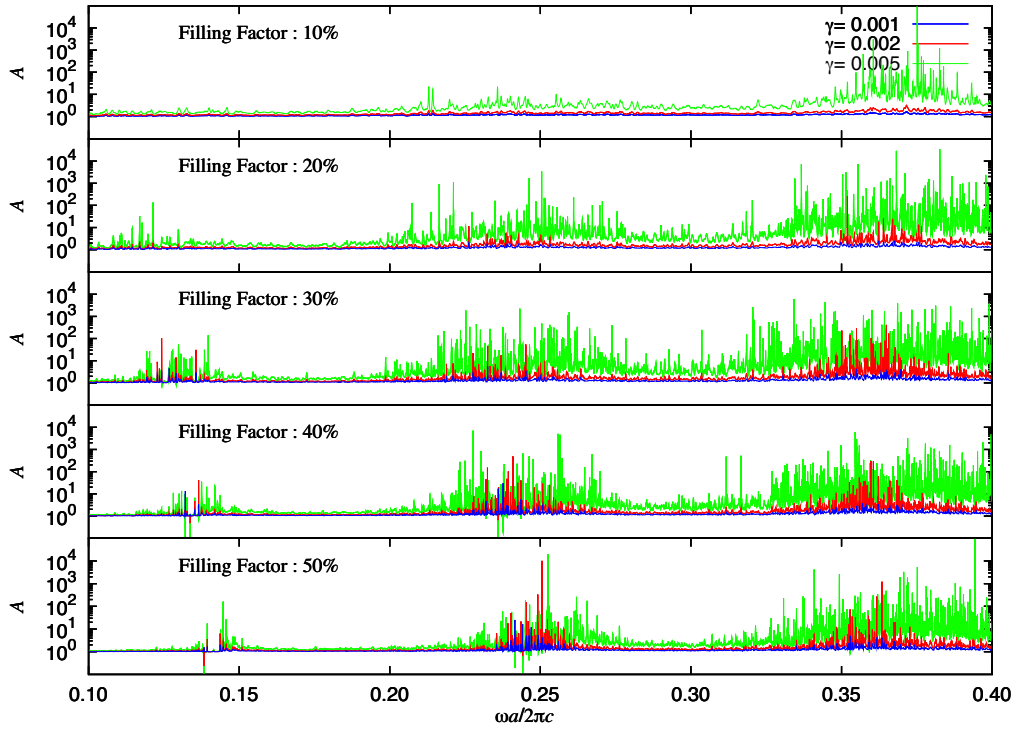 Filling Factor : 10%
γ= 0.001
γ= 0.002
γ= 0.005
A
10^4
10^3
10^2
10^1
10^0
Filling Factor : 20%
A
10^4
10^3
10^2
10^1
10^0
Filling Factor : 30%
A
10^4
10^3
10^2
10^1
10^0
Filling Factor : 40%
A
10^4
10^3
10^2
10^1
10^0
Filling Factor : 50%
A
10^4
10^3
10^2
10^1
10^0
0.10 0.15 0.20 0.25 0.30 0.35 0.40
ωa/2πc